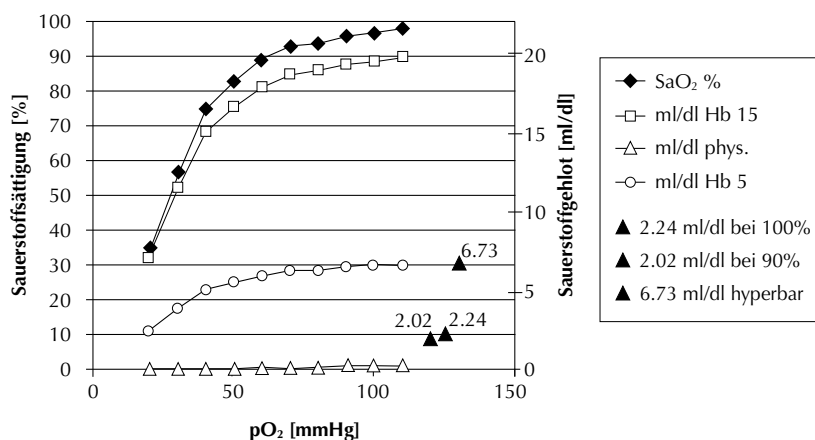 Sauerstoffsättigung [%]
100
90
80
70
60
50
40
30
20
10
0
0
50
100
150
pO₂ [mmHg]
20
15
10
5
0
Sauerstoffgehlot [ml/dl]
6.73
2.02
2.24
SaO₂ %
ml/dl Hb 15
ml/dl phys.
ml/dl Hb 5
2.24 ml/dl bei 100%
2.02 ml/dl bei 90%
6.73 ml/dl hyperbar